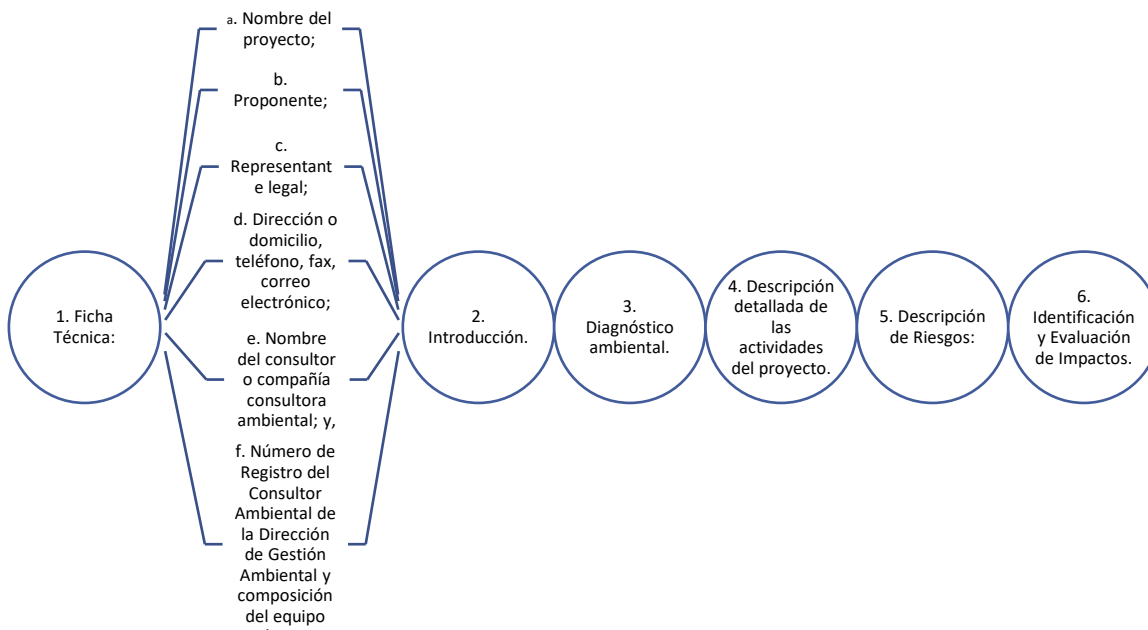 1. Ficha
Técnica:
a. Nombre del
proyecto;
b.
Proponente;
c.
Representant
e legal;
d. Dirección o
domicilio,
teléfono, fax,
correo
electrónico;
e. Nombre
del consultor
o compañía
consultora
ambiental; y,
f. Número de
Registro del
Consultor
Ambiental de
la Dirección
de Gestión
Ambiental y
composición
del equipo
2.
Introducción.
3.
Diagnóstico
ambiental.
4. Descripción
detallada de
las
actividades
del proyecto.
5. Descripción
de Riesgos:
6.
Identificación
y Evaluación
de Impactos.